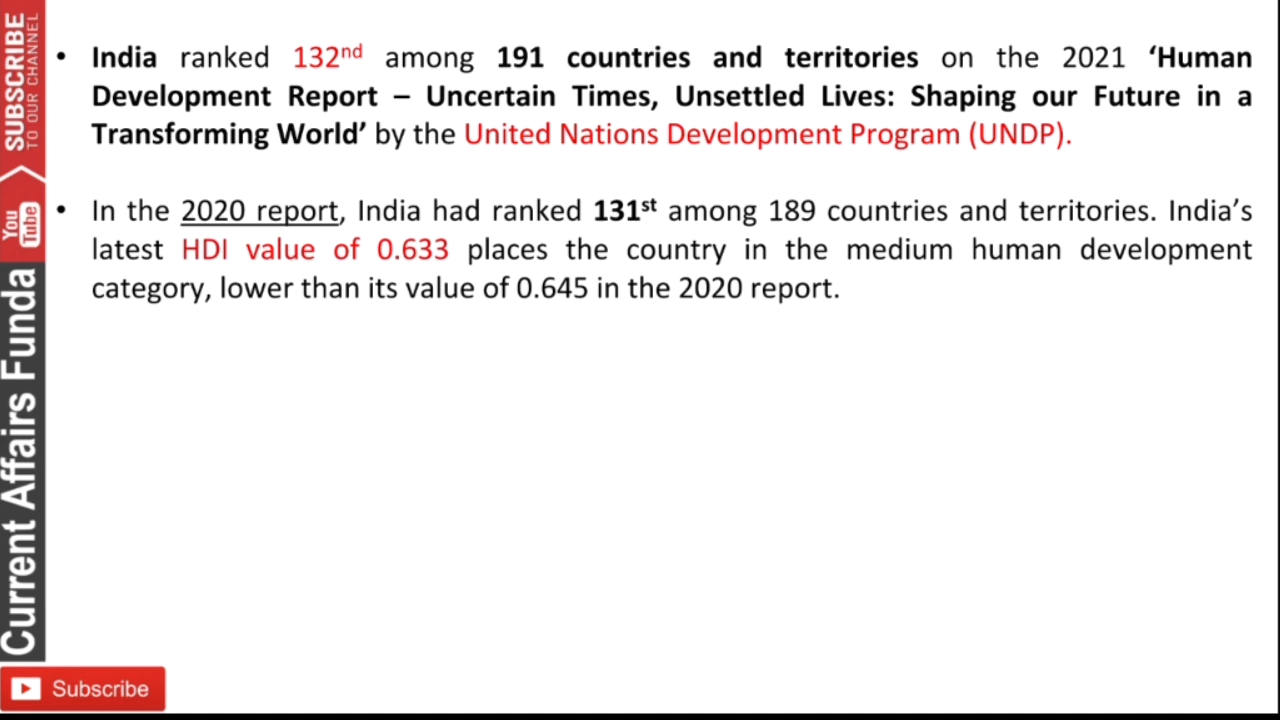 • India ranked 132nd among 191 countries and territories on the 2021 ‘Human
Development Report – Uncertain Times, Unsettled Lives: Shaping our Future in a
Transforming World’ by the United Nations Development Program (UNDP).
• In the 2020 report, India had ranked 131st among 189 countries and territories. India’s
latest HDI value of 0.633 places the country in the medium human development
category, lower than its value of 0.645 in the 2020 report.
SUBSCRIBE
TO OUR CHANNEL
You
Tube
Current Affairs Funda
Subscribe